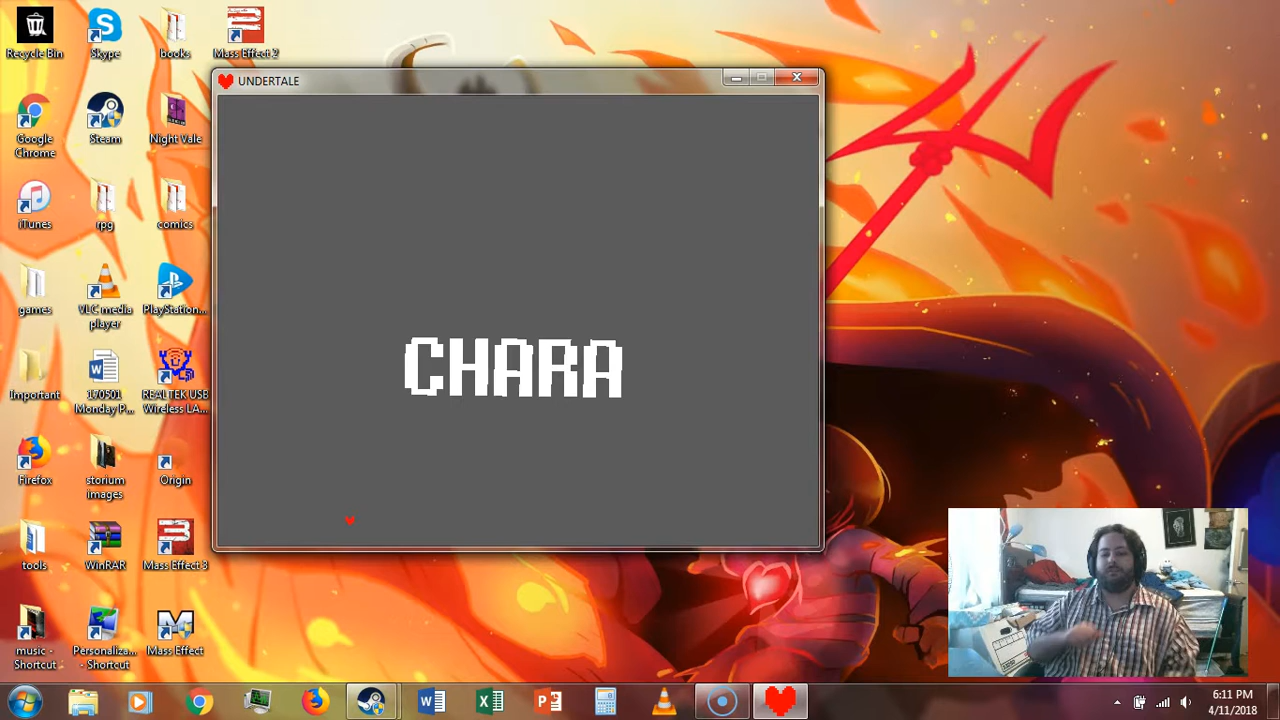 Recycle Bin
Skype
books
Mass Effect 2
UNDERTALE
Google
Chrome
Steam
Night Vale
iTunes
rpg
comics
games
VLC media
player
PlayStation...
CHARA
Important
170501
Monday P...
REALTEK USB
Wireless LA...
Firefox
storium
images
Origin
tools
WinRAR
Mass Effect 3
music -
Shortcut
Personaliza...
- Shortcut
Mass Effect
6:11 PM
4/11/2018